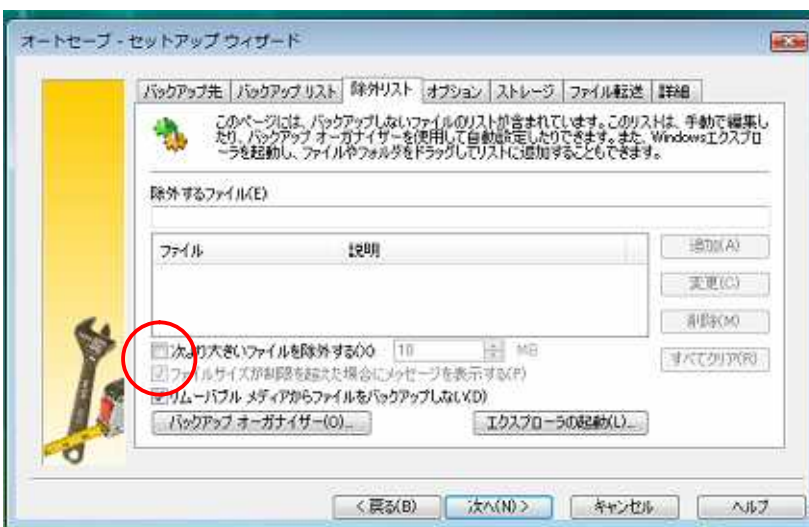 オートセーブ - セットアップ ウィザード
バックアップ先 バックアップ リスト 除外リスト オプション ストレージ ファイル転送 詳細
このページには、バックアップしないファイルのリストが含まれています。このリストは、手動で編集し
たり、バックアップ オーガナイザーを使用して自動設定したりできます。また、Windowsエクスプロ
ーラを起動し、ファイルやフォルダをドラッグしてリストに追加することもできます。
除外するファイル(E)
ファイル 説明
追加(A)
変更(C)
削除(M)
すべてクリア(R)
次より大きいファイルを除外する(X) 10 MB
ファイルサイズが制限を超えた場合にメッセージを表示する(P)
リムーバブル メディアからファイルをバックアップしない(D)
バックアップ オーガナイザー(O)... エクスプローラの起動(L)...
< 戻る(B) 次へ(N) > キャンセル ヘルプ